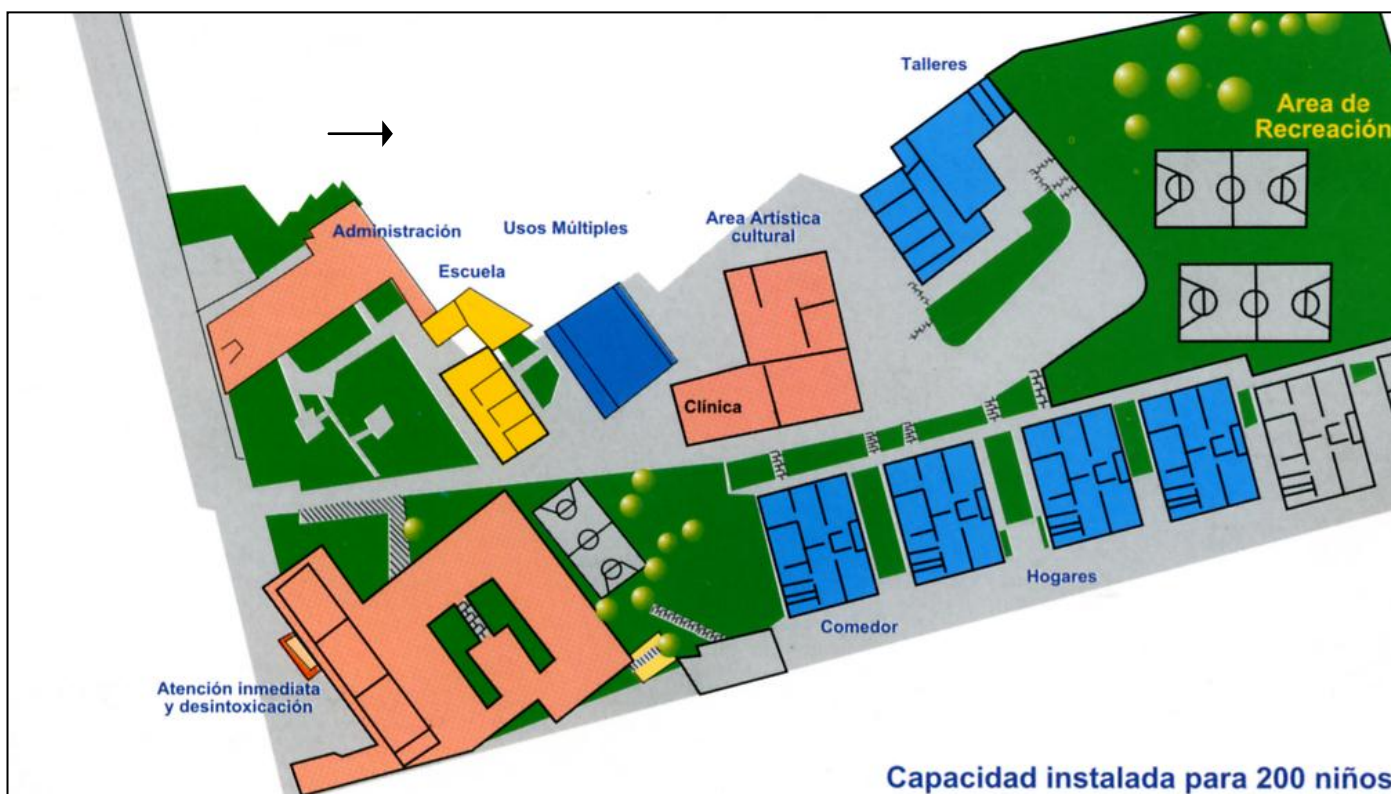 Talleres
Area de
Recreación
Administración
Usos Múltiples
Area Artística
cultural
Escuela
Clínica
Hogares
Comedor
Atención inmediata
y desintoxicación
Capacidad instalada para 200 niños